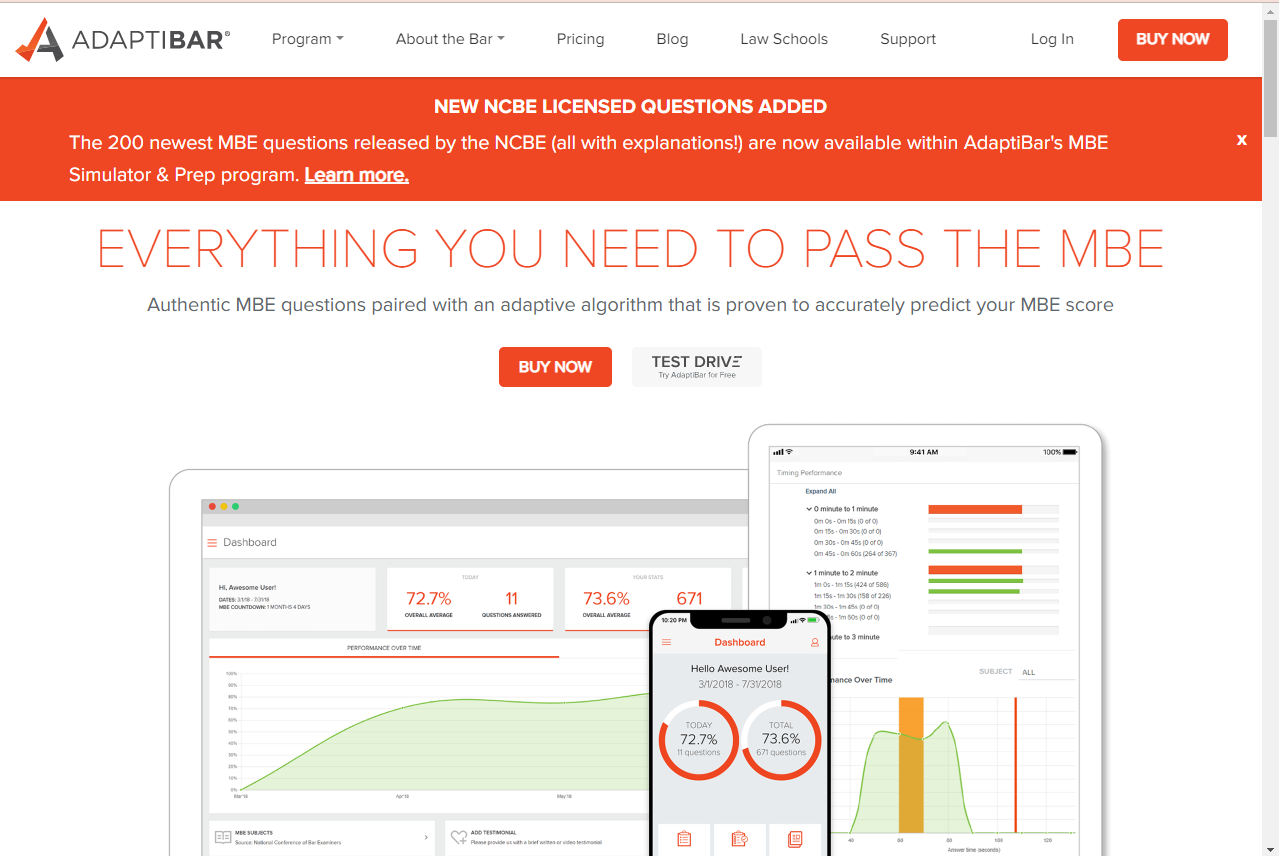 ADAPTIBAR®
Program
About the Bar
Pricing
Blog
Law Schools
Support
Log In
BUY NOW
NEW NCBE LICENSED QUESTIONS ADDED
The 200 newest MBE questions released by the NCBE (all with explanations!) are now available within AdaptiBar's MBE
Simulator & Prep program. Learn more.
x
EVERYTHING YOU NEED TO PASS THE MBE
Authentic MBE questions paired with an adaptive algorithm that is proven to accurately predict your MBE score
BUY NOW
TEST DRIVE
Try AdaptiBar for Free
Dashboard
Hi, Awesome User!
DATES: 3/1/18 - 7/31/18
MBE COUNTDOWN: 1 MONTHS 4 DAYS
TODAY
72.7%
11
OVERALL AVERAGE
QUESTIONS ANSWERED
YOUR STATS
73.6%
671
OVERALL AVERAGE
PERFORMANCE OVER TIME
100%
90%
80%
70%
60%
50%
40%
30%
20%
10%
0%
Mar'18
Apr'18
May'18
MBE SUBJECTS
Source: National Conference of Bar Examiners
ADD TESTIMONIAL
Please provide us with a brief written or video testimonial
10:20 PM
Dashboard
Hello Awesome User!
3/1/2018 - 7/31/2018
TODAY
72.7%
11 questions
TOTAL
73.6%
671 questions
9:41 AM
100%
Timing Performance
Expand All
0 minute to 1 minute
0m 0s - 0m 15s (0 of 0)
0m 15s - 0m 30s (0 of 0)
0m 30s - 0m 45s (0 of 0)
0m 45s - 0m 60s (264 of 367)
1 minute to 2 minute
1m 0s - 1m 15s (424 of 586)
1m 15s - 1m 30s (158 of 226)
1m 30s - 1m 45s (0 of 0)
s - 1m 60s (0 of 0)
ute to 3 minute
SUBJECT
ALL
mance Over Time
40
60
80
100
120
Answer time (seconds)